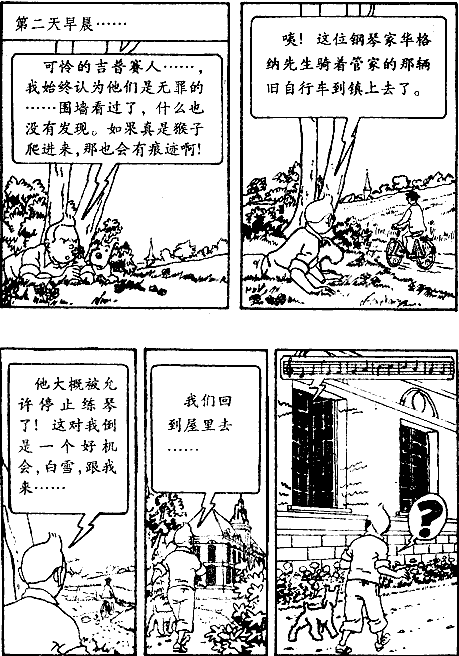 第二天早晨……
可怜的吉普赛人……，
我始终认为他们是无罪的
……围墙看过了，什么也
没有发现。如果真是猴子
爬进来，那也会有痕迹啊！
咦！这位钢琴家华格
纳先生骑着管家的那辆
旧自行车到镇上去了。
他大概被允
许停止练琴
了！这对我倒
是一个好机
会，白雪，跟我
来……
我们回
到屋里去
……
?